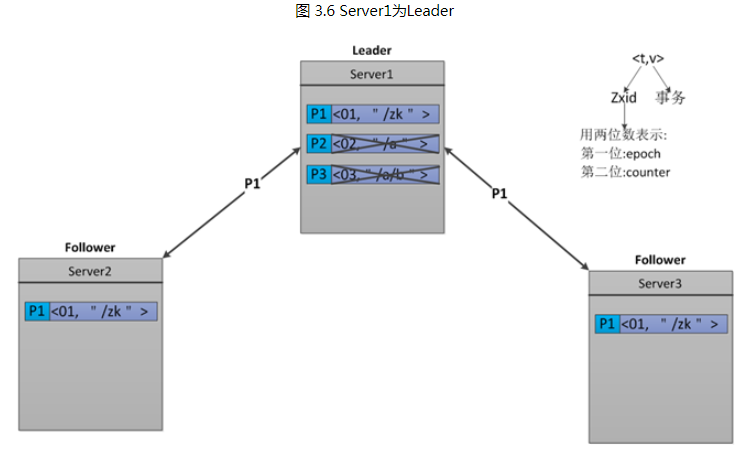 图 3.6 Server1为Leader
Leader
Server1
P1 <01, "/zk" >
P2 <02, "/a" >
P3 <03, "/a/b" >
<t,v>
Zxid 事务
用两位数表示:
第一位:epoch
第二位:counter
P1
P1
Follower
Server2
P1 <01, "/zk" >
Follower
Server3
P1 <01, "/zk" >